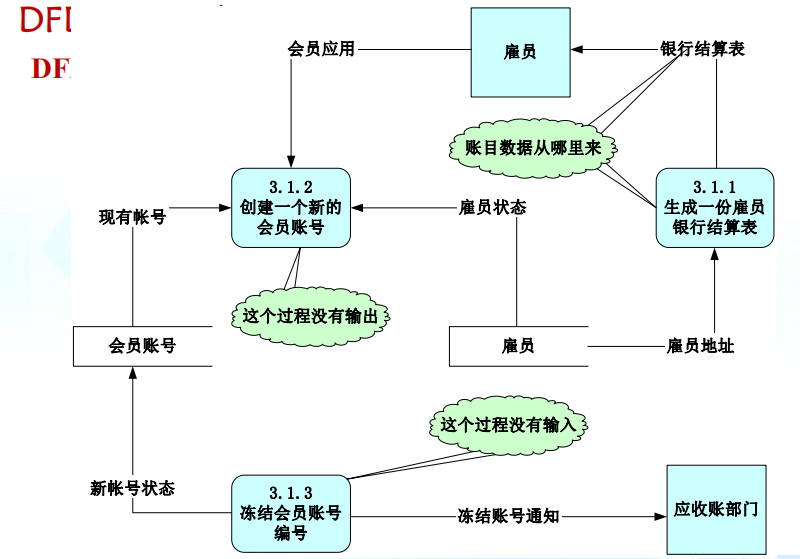 DF
DF
会员应用
雇员
银行结算表
账目数据从哪里来
3.1.2
创建一个新的
会员账号
3.1.1
生成一份雇员
银行结算表
现有帐号
雇员状态
这个过程没有输出
会员账号
雇员
雇员地址
这个过程没有输入
新帐号状态
3.1.3
冻结会员账号
编号
冻结账号通知
应收账部门